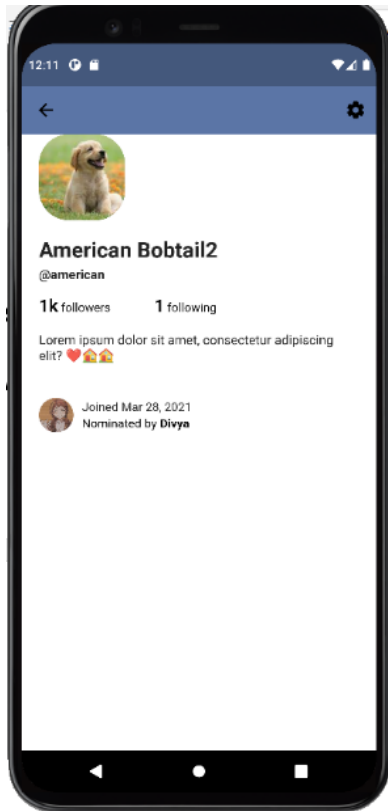 12:11
American Bobtail2
@american
1k followers 1 following
Lorem ipsum dolor sit amet, consectetur adipiscing
elit? ❤️🏠🏠
Joined Mar 28, 2021
Nominated by Divya